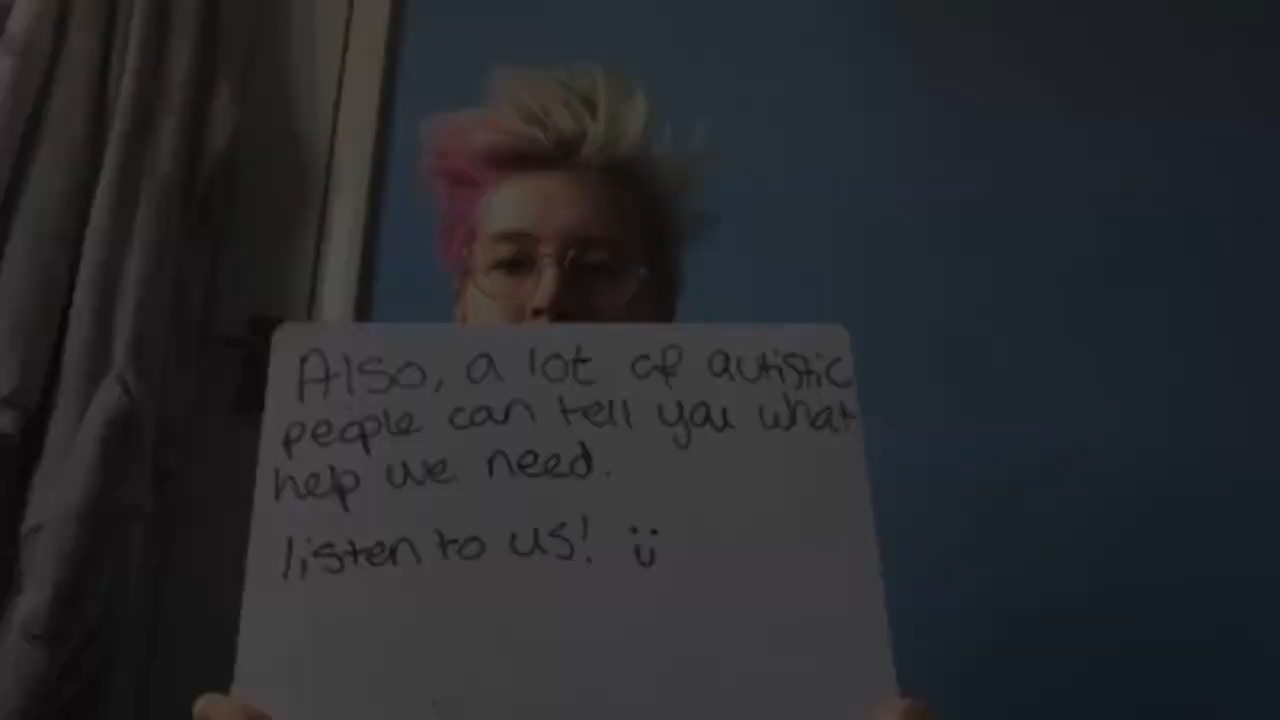 Also, a lot of autistic
people can tell you what
help we need.
listen to us! :)